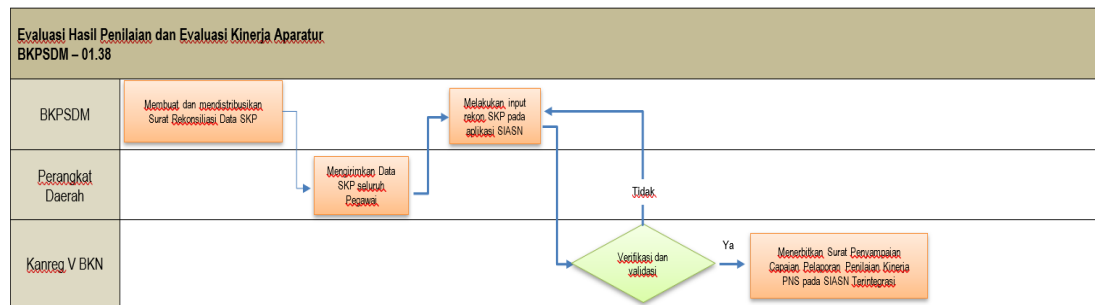 Evaluasi Hasil Penilaian dan Evaluasi Kinerja Aparatur
BKPSDM – 01.38
BKPSDM
Membuat dan mendistribusikan
Surat Rekonsiliasi Data SKP
Melakukan input
rekon SKP pada
aplikasi SIASN
Perangkat
Daerah
Mengirimkan Data
SKP seluruh
Pegawai
Tidak
Kanreg V BKN
Verifikasi dan
validasi
Ya
Menerbitkan Surat Penyampaian
Capaian Pelaporan Penilaian Kinerja
PNS pada SIASN Terintegrasi